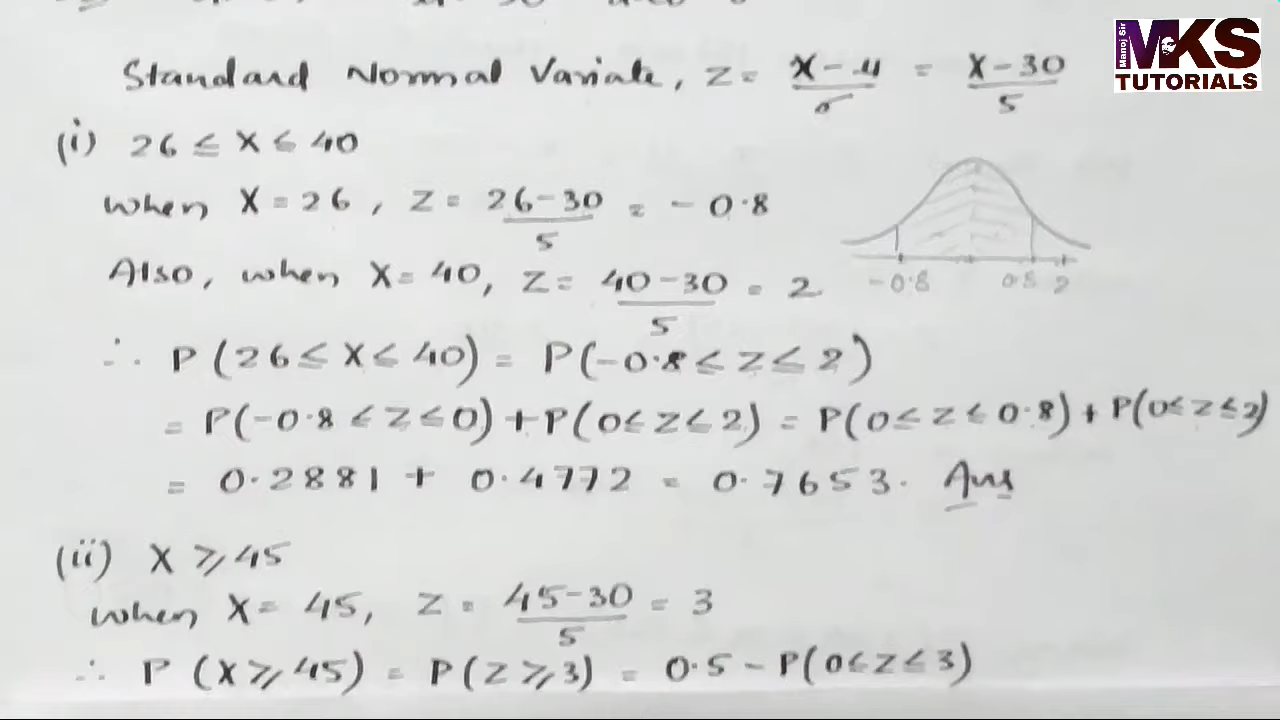 Standard Normal Variate, Z = X-μ/σ = X-30/5
Manoj Sir MKS
TUTORIALS
(i) 26 ≤ X ≤ 40
when X = 26, Z = 26-30/5 = -0.8
Also, when X = 40, Z = 40-30/5 = 2
-0.8 0.8 2
∴ P(26 ≤ X ≤ 40) = P(-0.8 ≤ Z ≤ 2)
= P(-0.8 ≤ Z ≤ 0) + P(0 ≤ Z ≤ 2) = P(0 ≤ Z ≤ 0.8) + P(0 ≤ Z ≤ 2)
= 0.2881 + 0.4772 = 0.7653. Ans
(ii) X ≥ 45
when X = 45, Z = 45-30/5 = 3
∴ P(X ≥ 45) = P(Z ≥ 3) = 0.5 - P(0 ≤ Z ≤ 3)